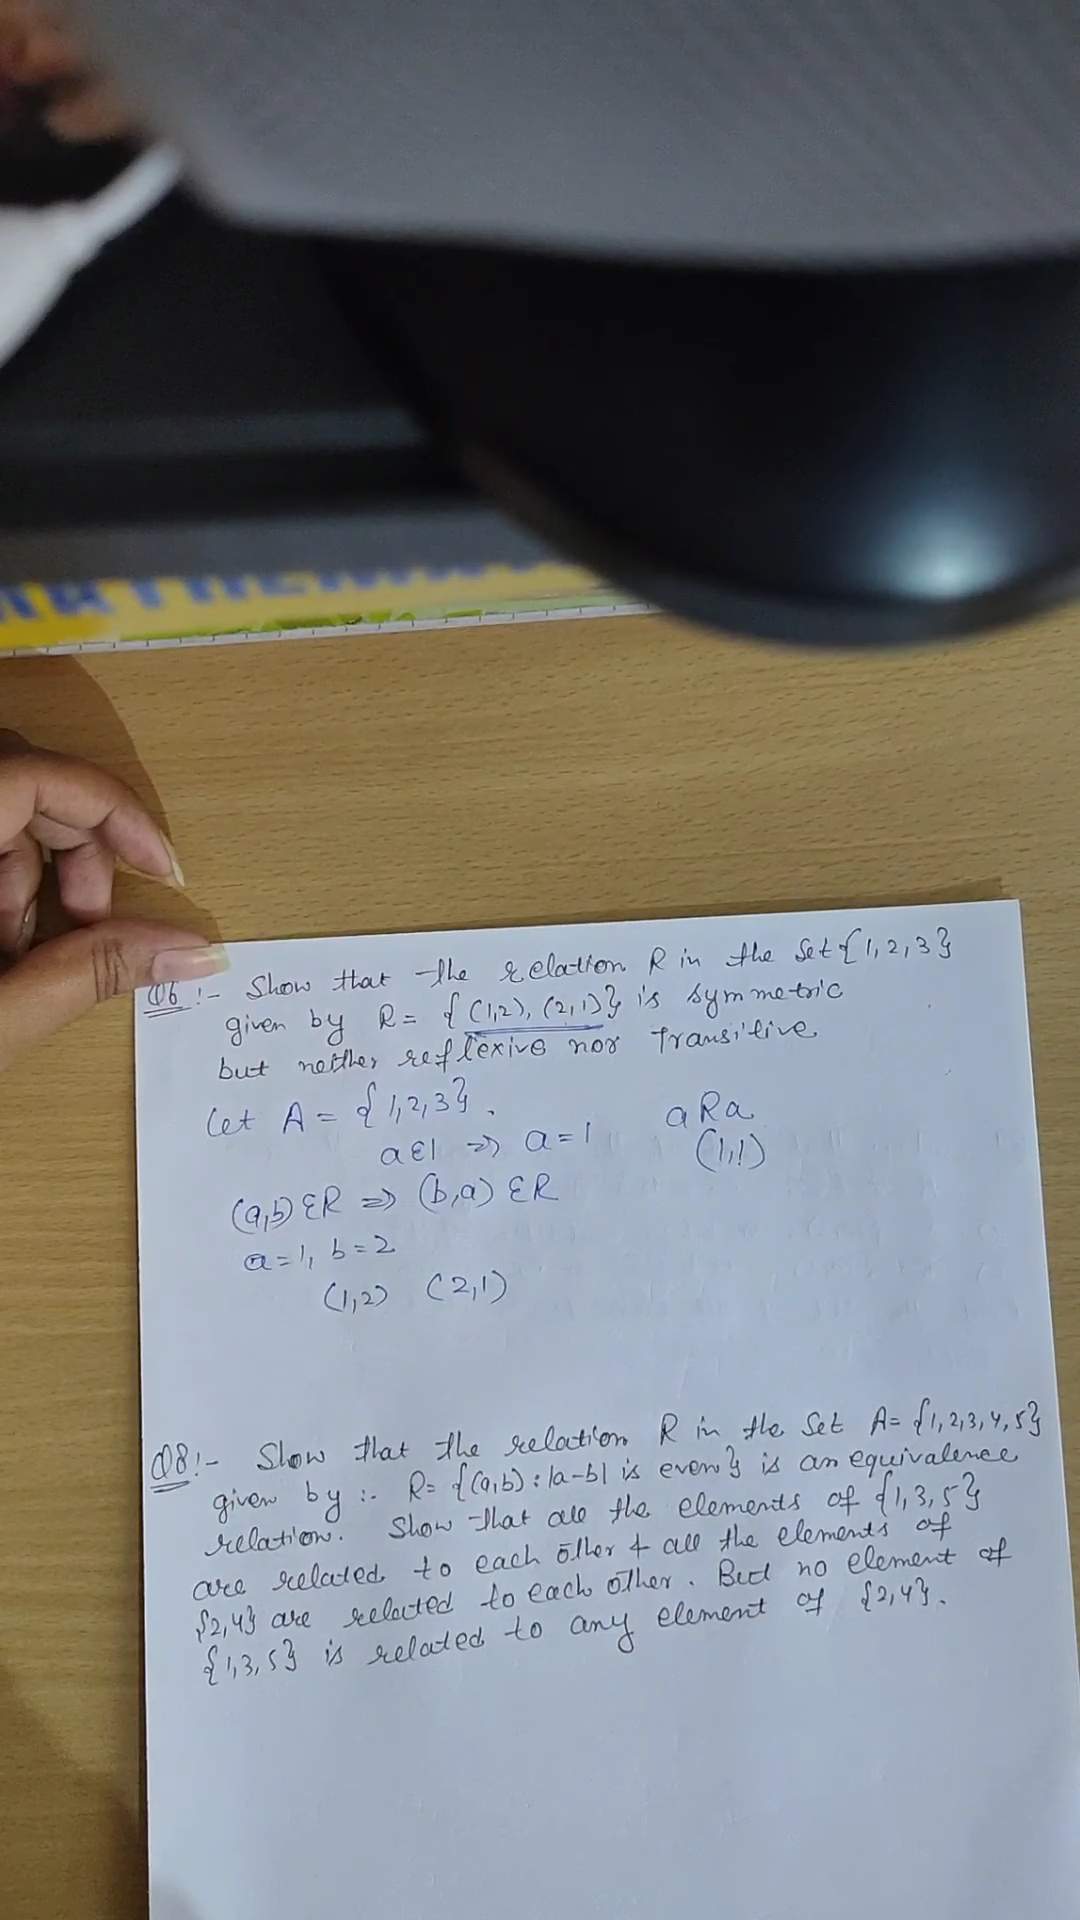 Q6 :- Show that the relation R in the Set {1, 2, 3}
given by R = { (1,2), (2,1)} is symmetric
but neither reflexive nor transitive
Let A = { 1,2,3}.
a ε 1 => a = 1 a R a
(1,1)
(a,b) ε R => (b,a) ε R
a = 1, b = 2
(1,2) (2,1)
Q8 :- Show that the relation R in the Set A = {1, 2, 3, 4, 5}
given by :- R = {(a,b) : |a-b| is even} is an equivalence
relation. Show that all the elements of {1, 3, 5}
are related to each other & all the elements of
{2,4} are related to each other. But no element of
{1,3,5} is related to any element of {2,4}.